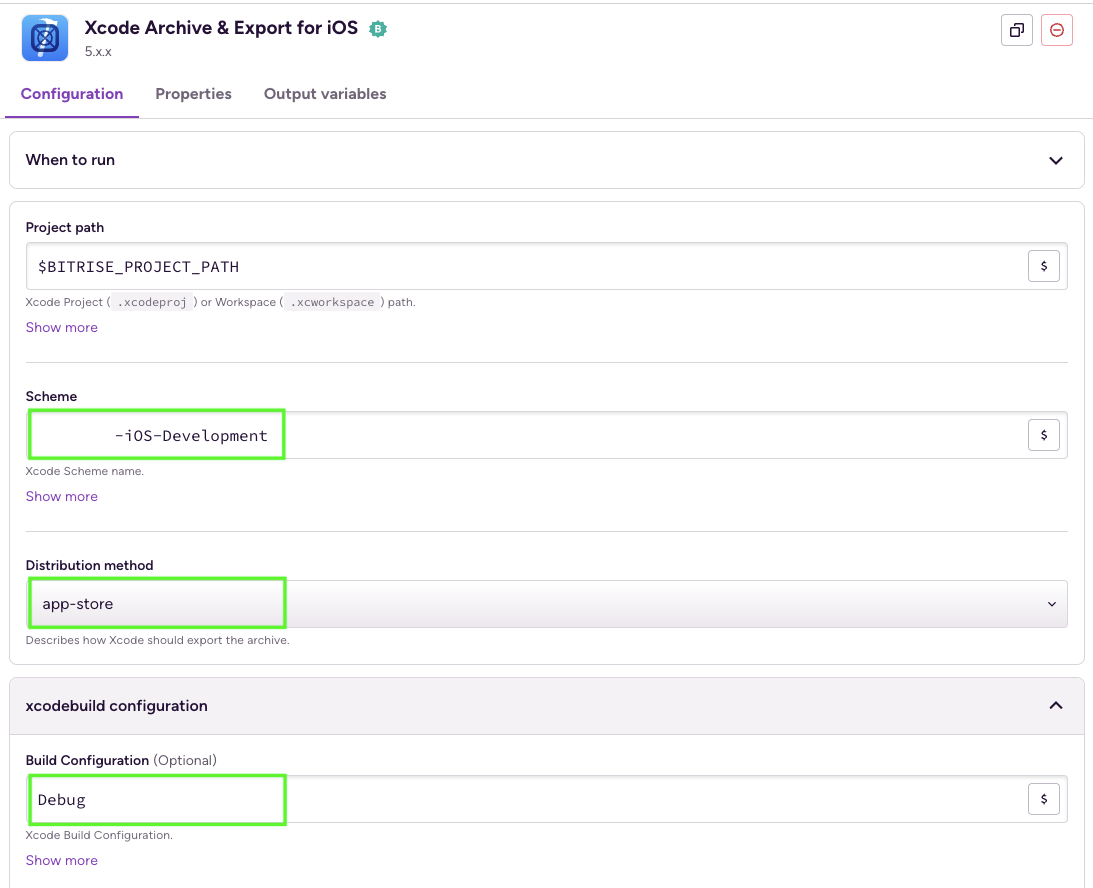 Xcode Archive & Export for iOS B
5.x.x
Configuration Properties Output variables
When to run
Project path
$BITRISE_PROJECT_PATH $
Xcode Project ( .xcodeproj ) or Workspace ( .xcworkspace ) path.
Show more
Scheme
-iOS-Development $
Xcode Scheme name.
Show more
Distribution method
app-store
Describes how Xcode should export the archive.
xcodebuild configuration
Build Configuration (Optional)
Debug $
Xcode Build Configuration.
Show more